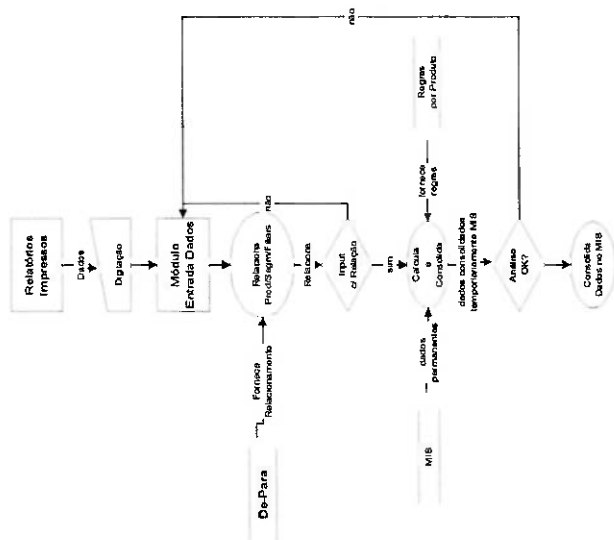 Relatórios
Impressos
Dados
Digitação
Módulo
Entrada Dados
Relaciona
Prod/Segm/Filiais
Relaciona
Input
c/ Relação
não
sim
Calcula
e
Consolida
dados consolidados
temporariamente MIS
Análise
OK?
não
Consolida
Dados no MIS
De-Para
Fornece
Relacionamento
MIS
dados
permanentes
Regras
por Produto
fornece
regras